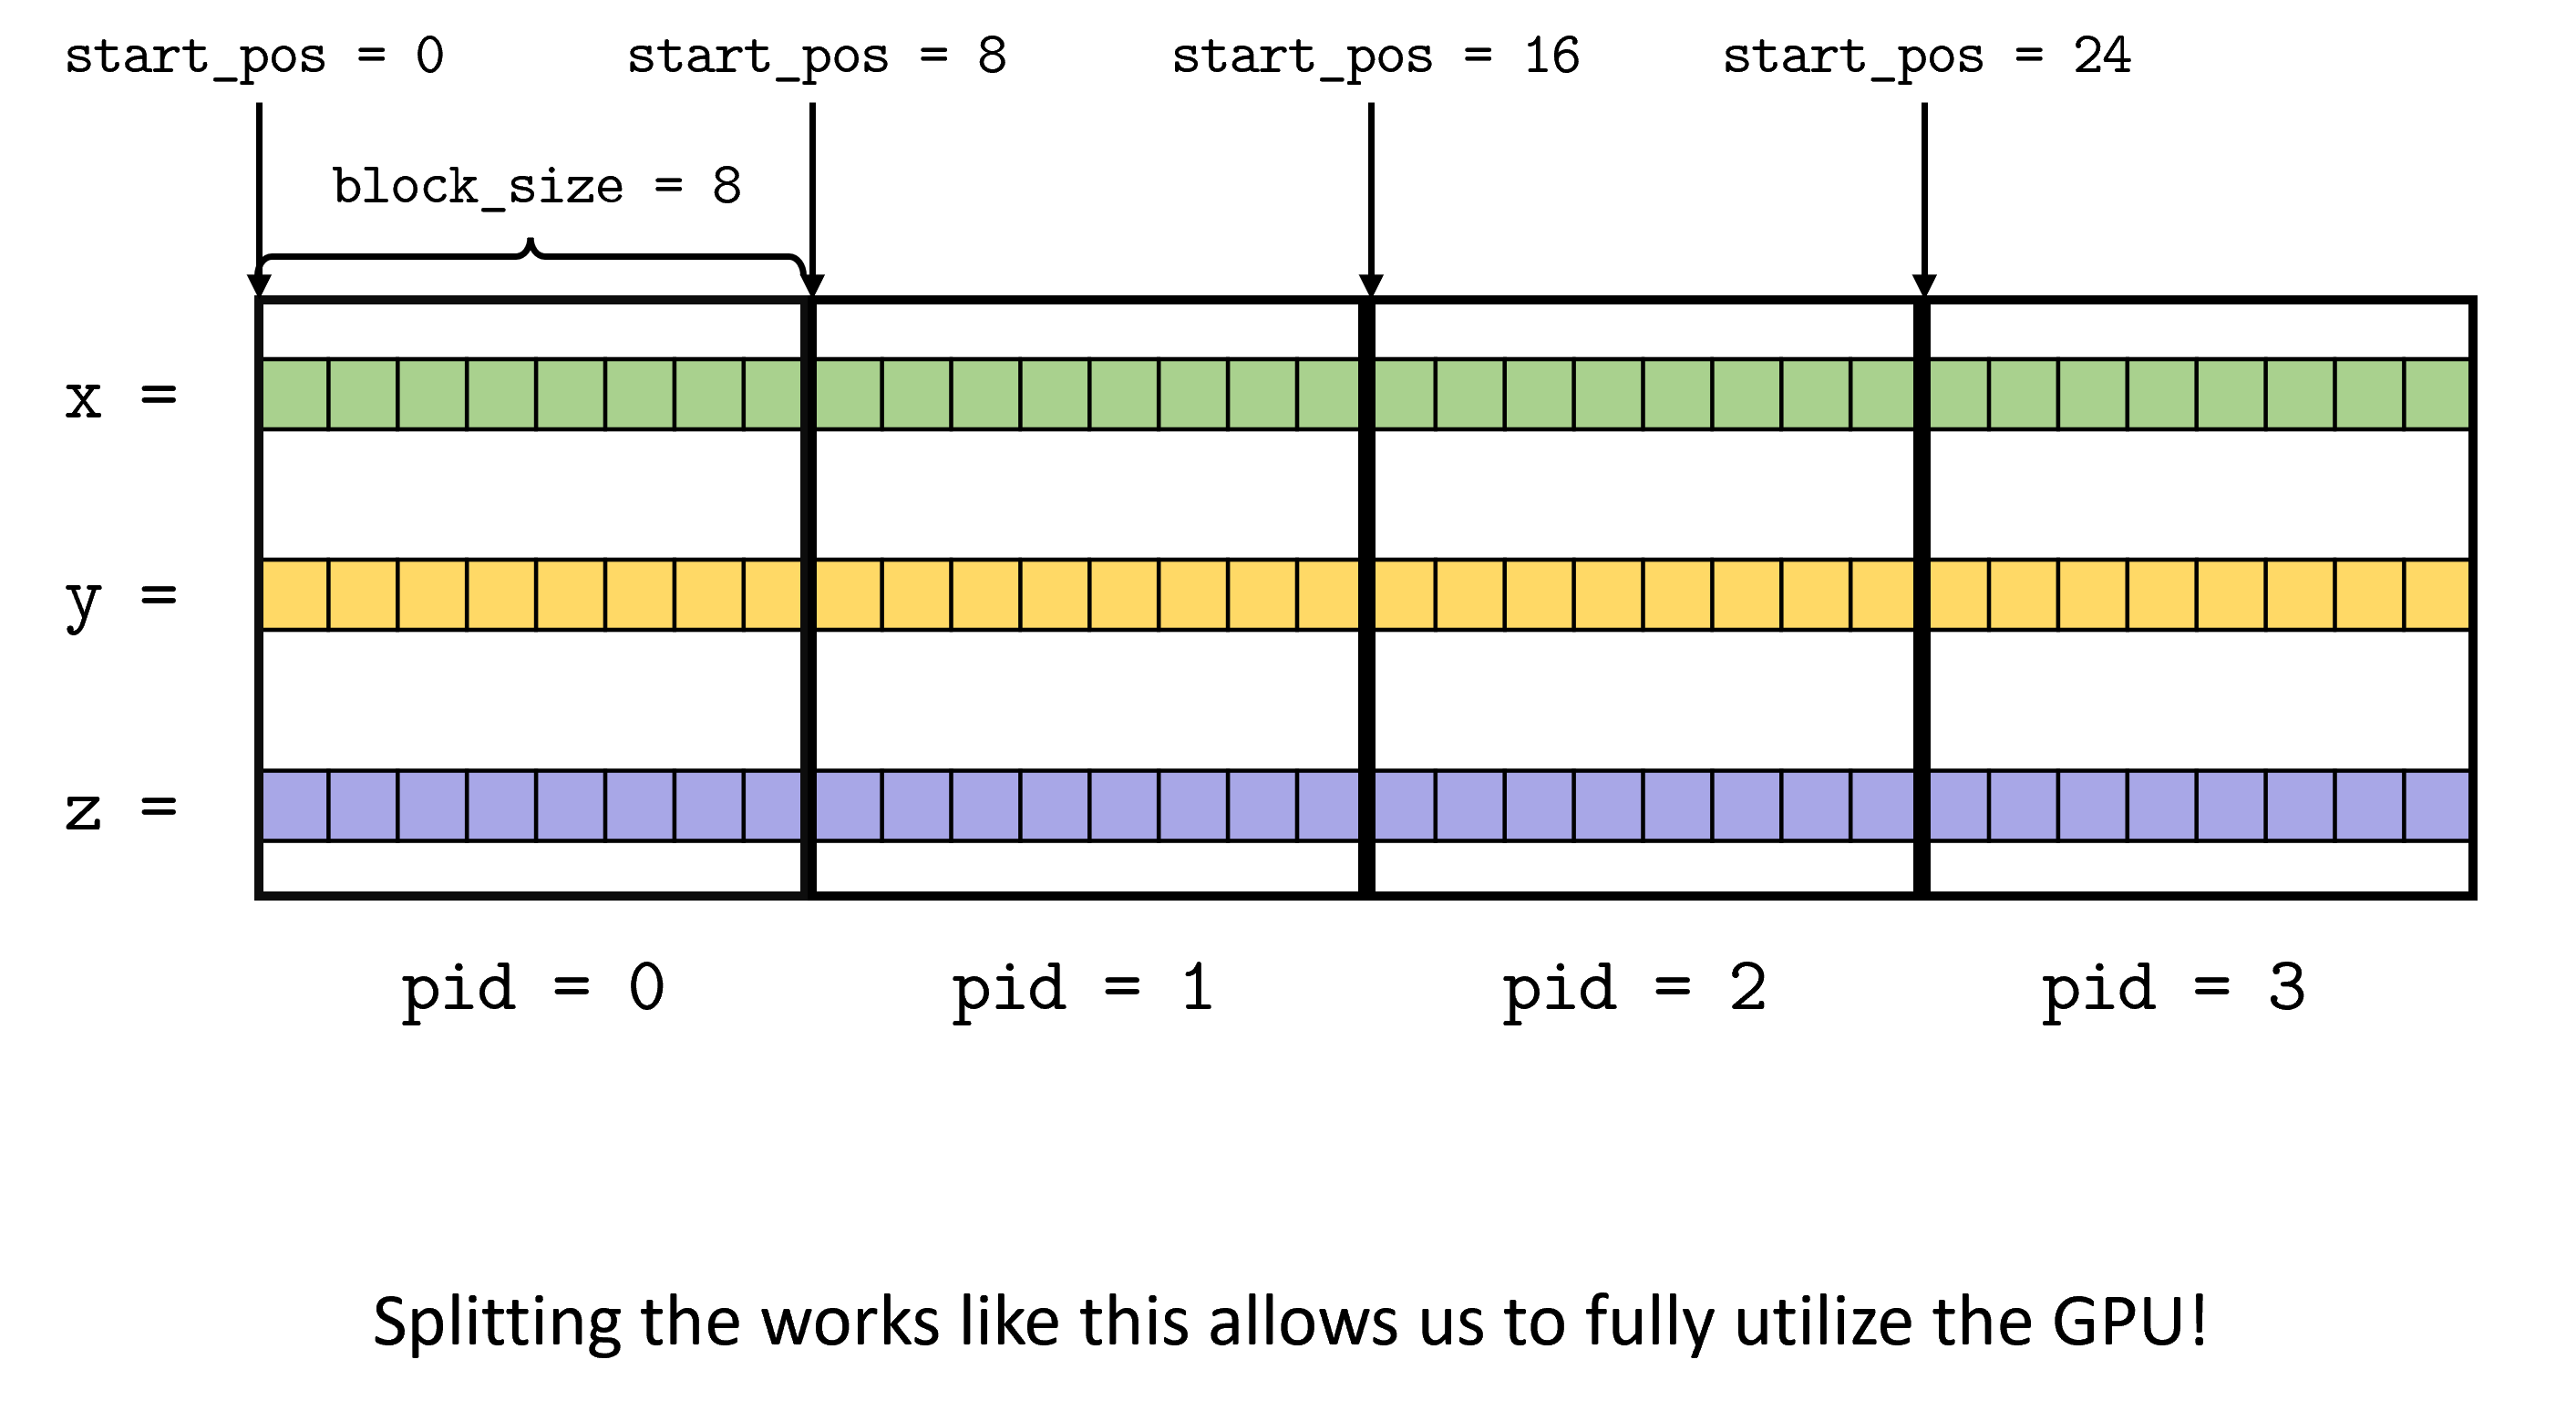 start_pos = 0 start_pos = 8 start_pos = 16 start_pos = 24
block_size = 8
x =
y =
z =
pid = 0 pid = 1 pid = 2 pid = 3
Splitting the works like this allows us to fully utilize the GPU!